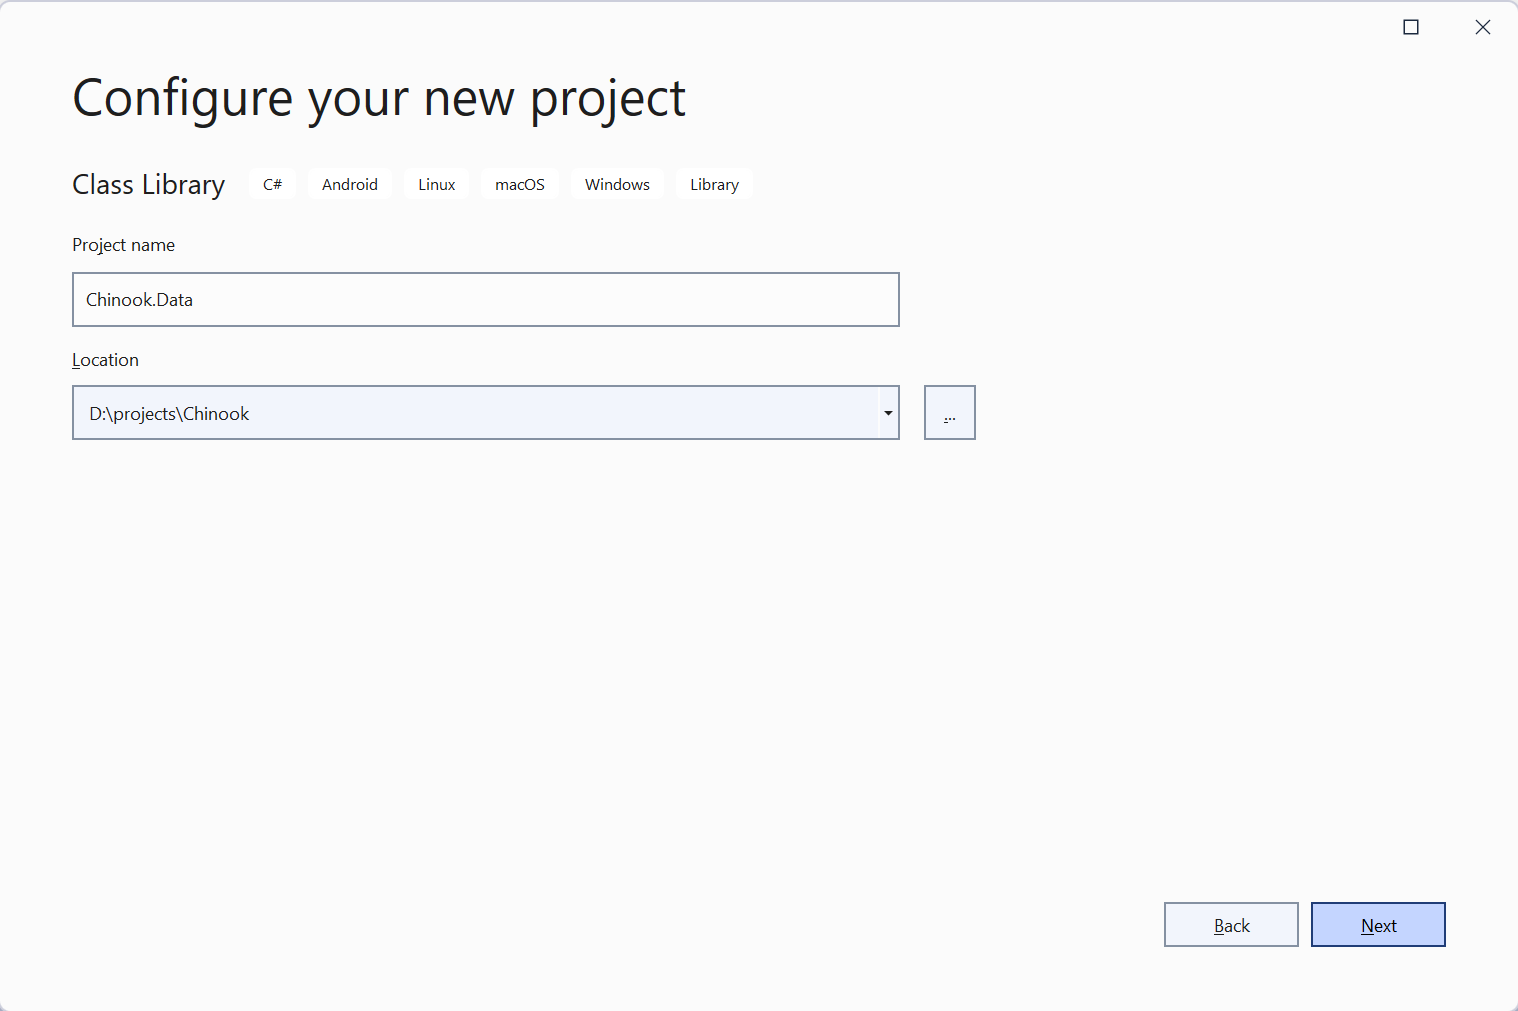 Configure your new project
Class Library C# Android Linux macOS Windows Library
Project name
Chinook.Data
Location
D:\projects\Chinook
...
Back Next